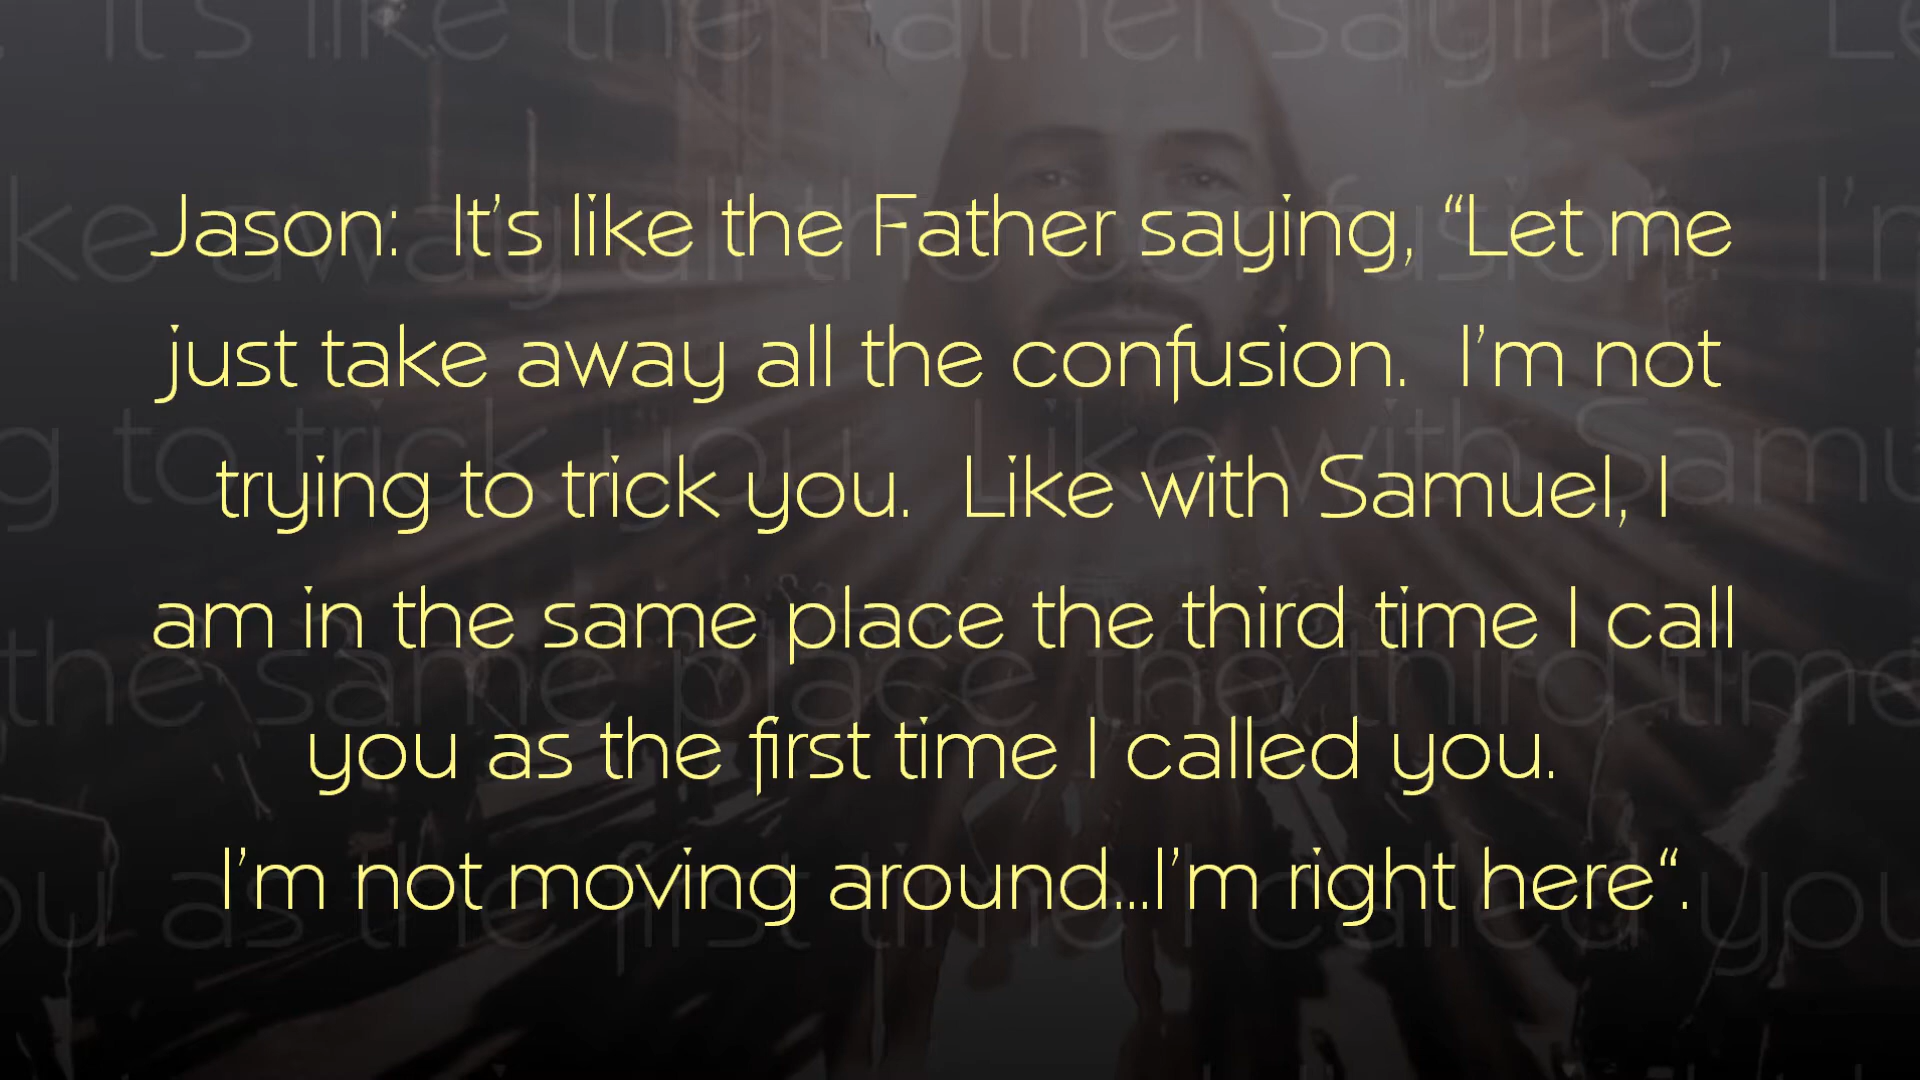 Jason:  It's like the Father saying, “Let me
just take away all the confusion.  I'm not
trying to trick you.  Like with Samuel, I
am in the same place the third time I call
you as the first time I called you.
I'm not moving around...I'm right here“.